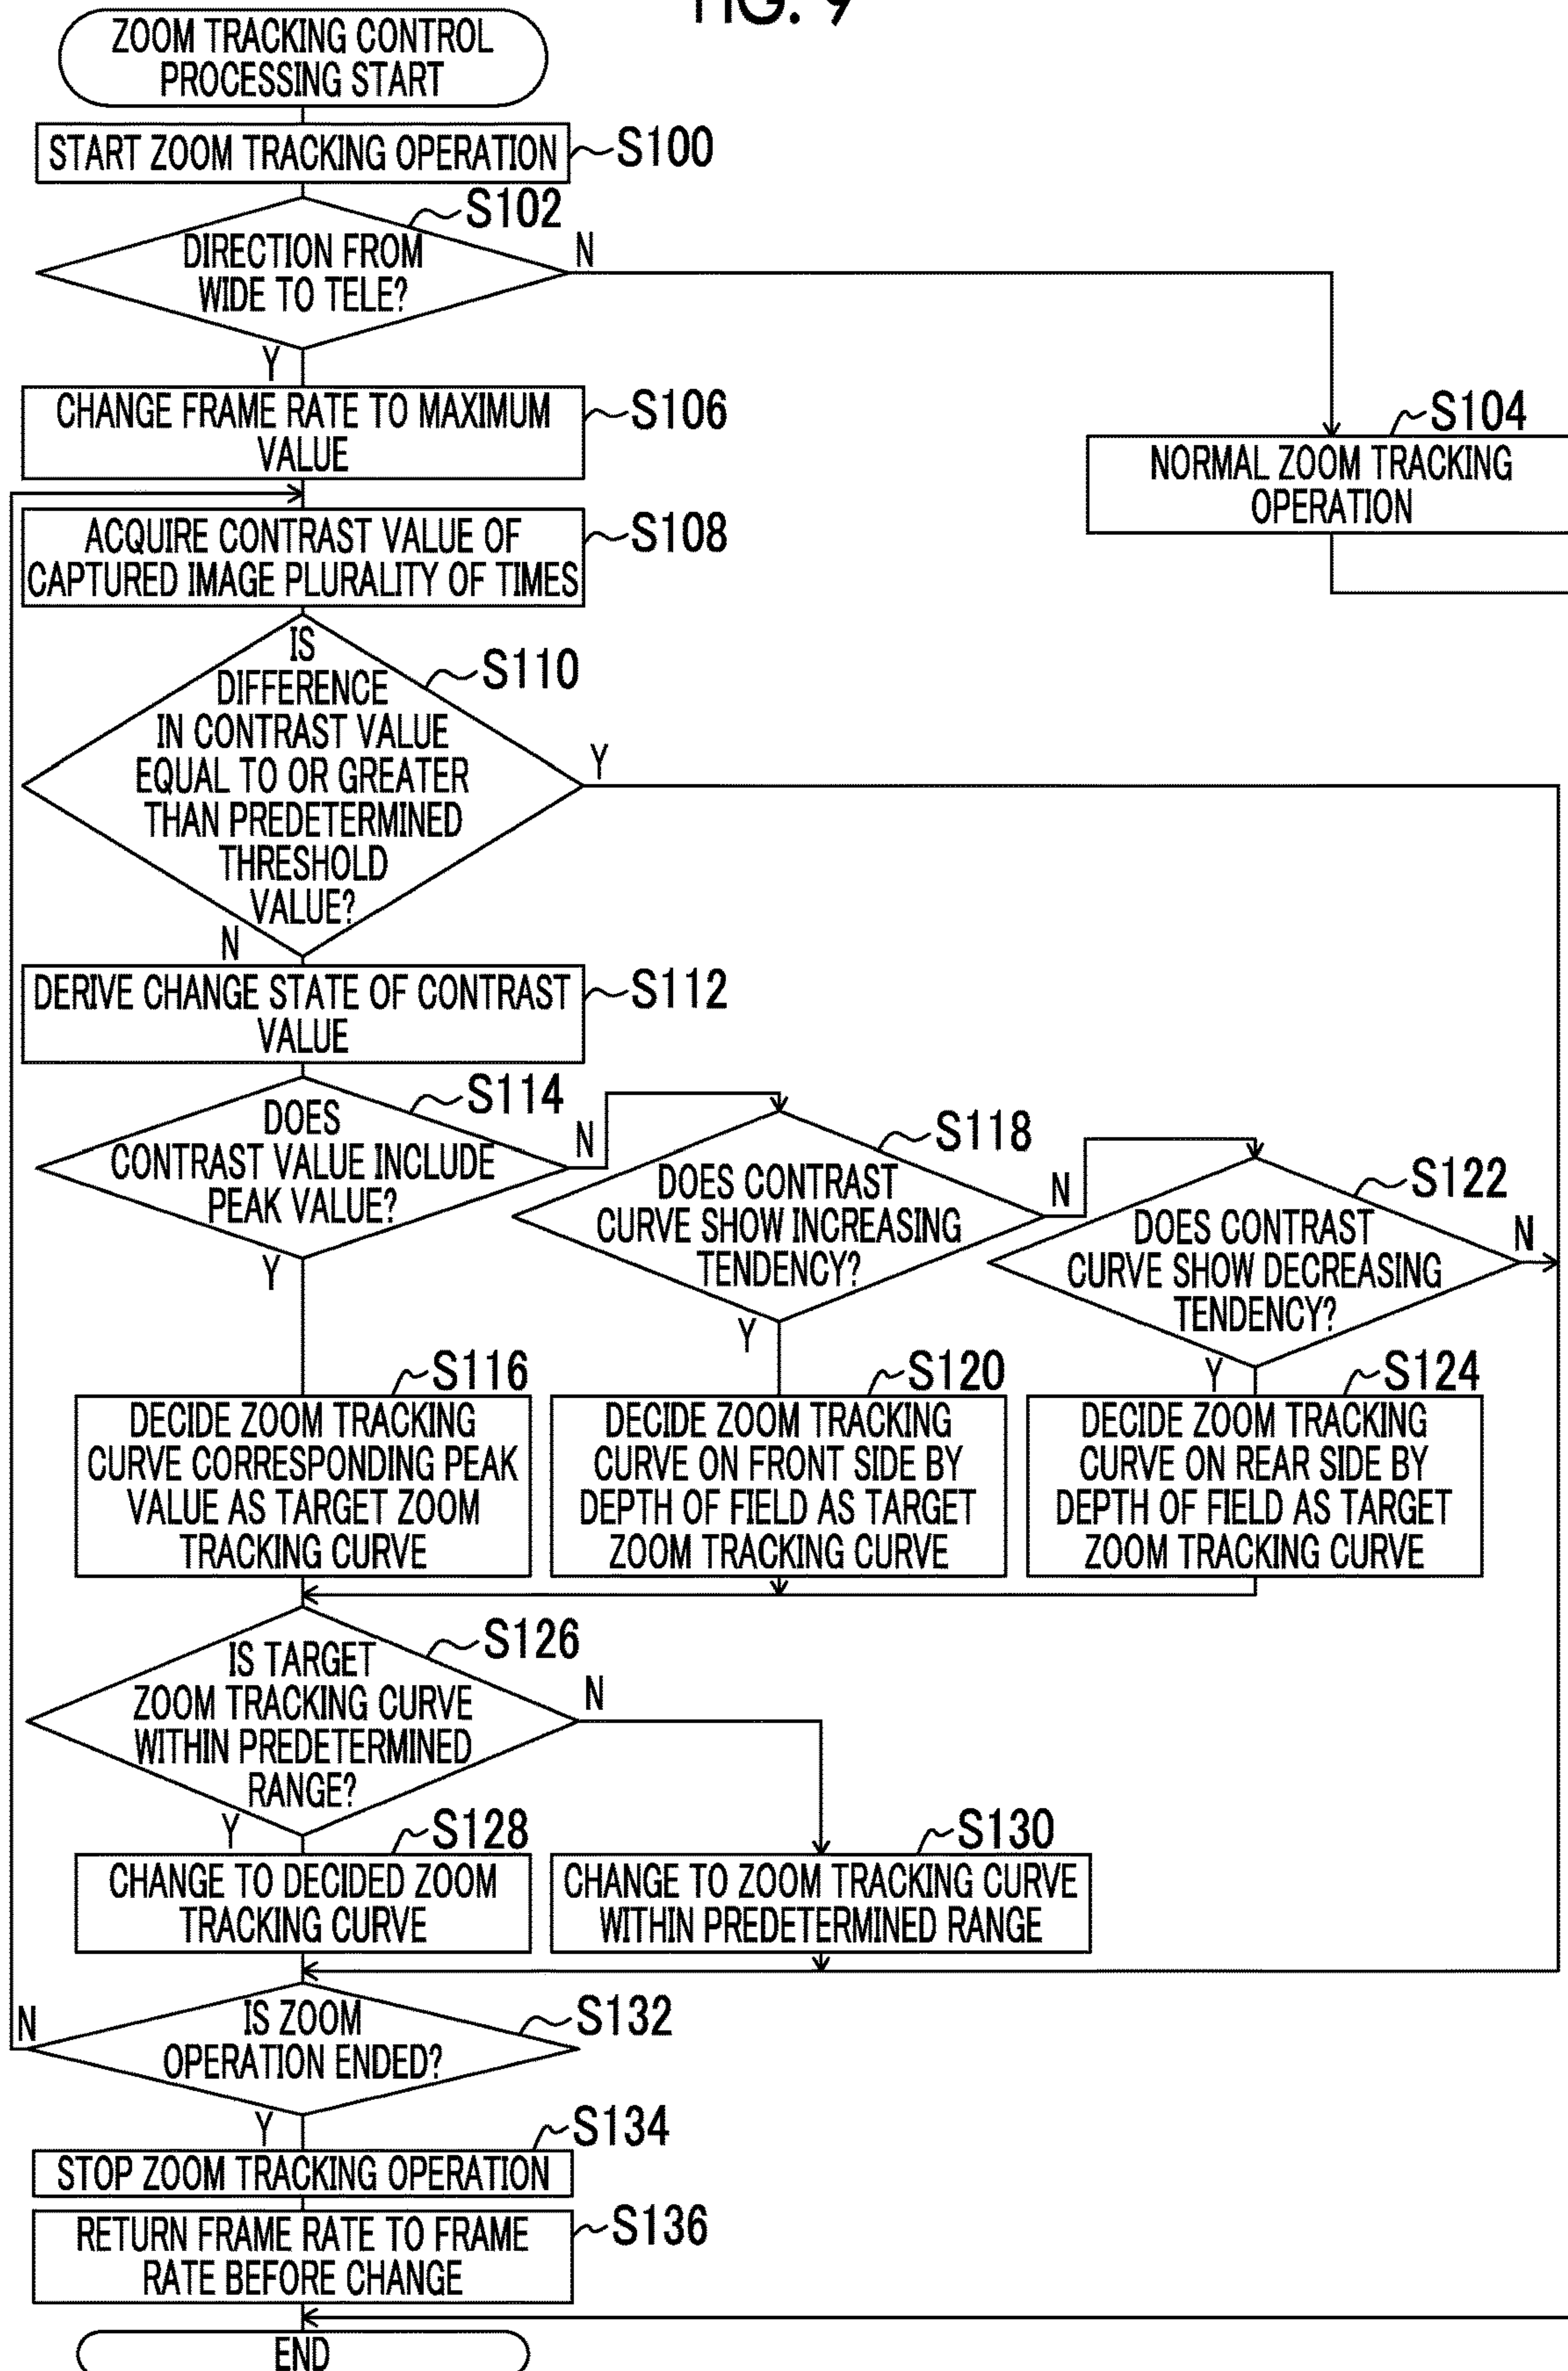 FIG. 9
ZOOM TRACKING CONTROL
PROCESSING START
START ZOOM TRACKING OPERATION
S100
S102
DIRECTION FROM
WIDE TO TELE?
N
Y
CHANGE FRAME RATE TO MAXIMUM
VALUE
S106
S104
NORMAL ZOOM TRACKING
OPERATION
ACQUIRE CONTRAST VALUE OF
CAPTURED IMAGE PLURALITY OF TIMES
S108
IS
DIFFERENCE
IN CONTRAST VALUE
EQUAL TO OR GREATER
THAN PREDETERMINED
THRESHOLD
VALUE?
S110
Y
N
DERIVE CHANGE STATE OF CONTRAST
VALUE
S112
S114
DOES
CONTRAST VALUE INCLUDE
PEAK VALUE?
N
Y
S118
DOES CONTRAST
CURVE SHOW INCREASING
TENDENCY?
N
Y
S122
DOES CONTRAST
CURVE SHOW DECREASING
TENDENCY?
N
Y
S116
DECIDE ZOOM TRACKING
CURVE CORRESPONDING PEAK
VALUE AS TARGET ZOOM
TRACKING CURVE
S120
DECIDE ZOOM TRACKING
CURVE ON FRONT SIDE BY
DEPTH OF FIELD AS TARGET
ZOOM TRACKING CURVE
S124
DECIDE ZOOM TRACKING
CURVE ON REAR SIDE BY
DEPTH OF FIELD AS TARGET
ZOOM TRACKING CURVE
S126
IS TARGET
ZOOM TRACKING CURVE
WITHIN PREDETERMINED
RANGE?
N
Y
S128
CHANGE TO DECIDED ZOOM
TRACKING CURVE
S130
CHANGE TO ZOOM TRACKING CURVE
WITHIN PREDETERMINED RANGE
S132
IS ZOOM
OPERATION ENDED?
N
Y
S134
STOP ZOOM TRACKING OPERATION
RETURN FRAME RATE TO FRAME
RATE BEFORE CHANGE
S136
END